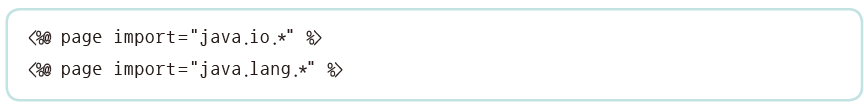 <%@ page import="java.io.*" %>
<%@ page import="java.lang.*" %>